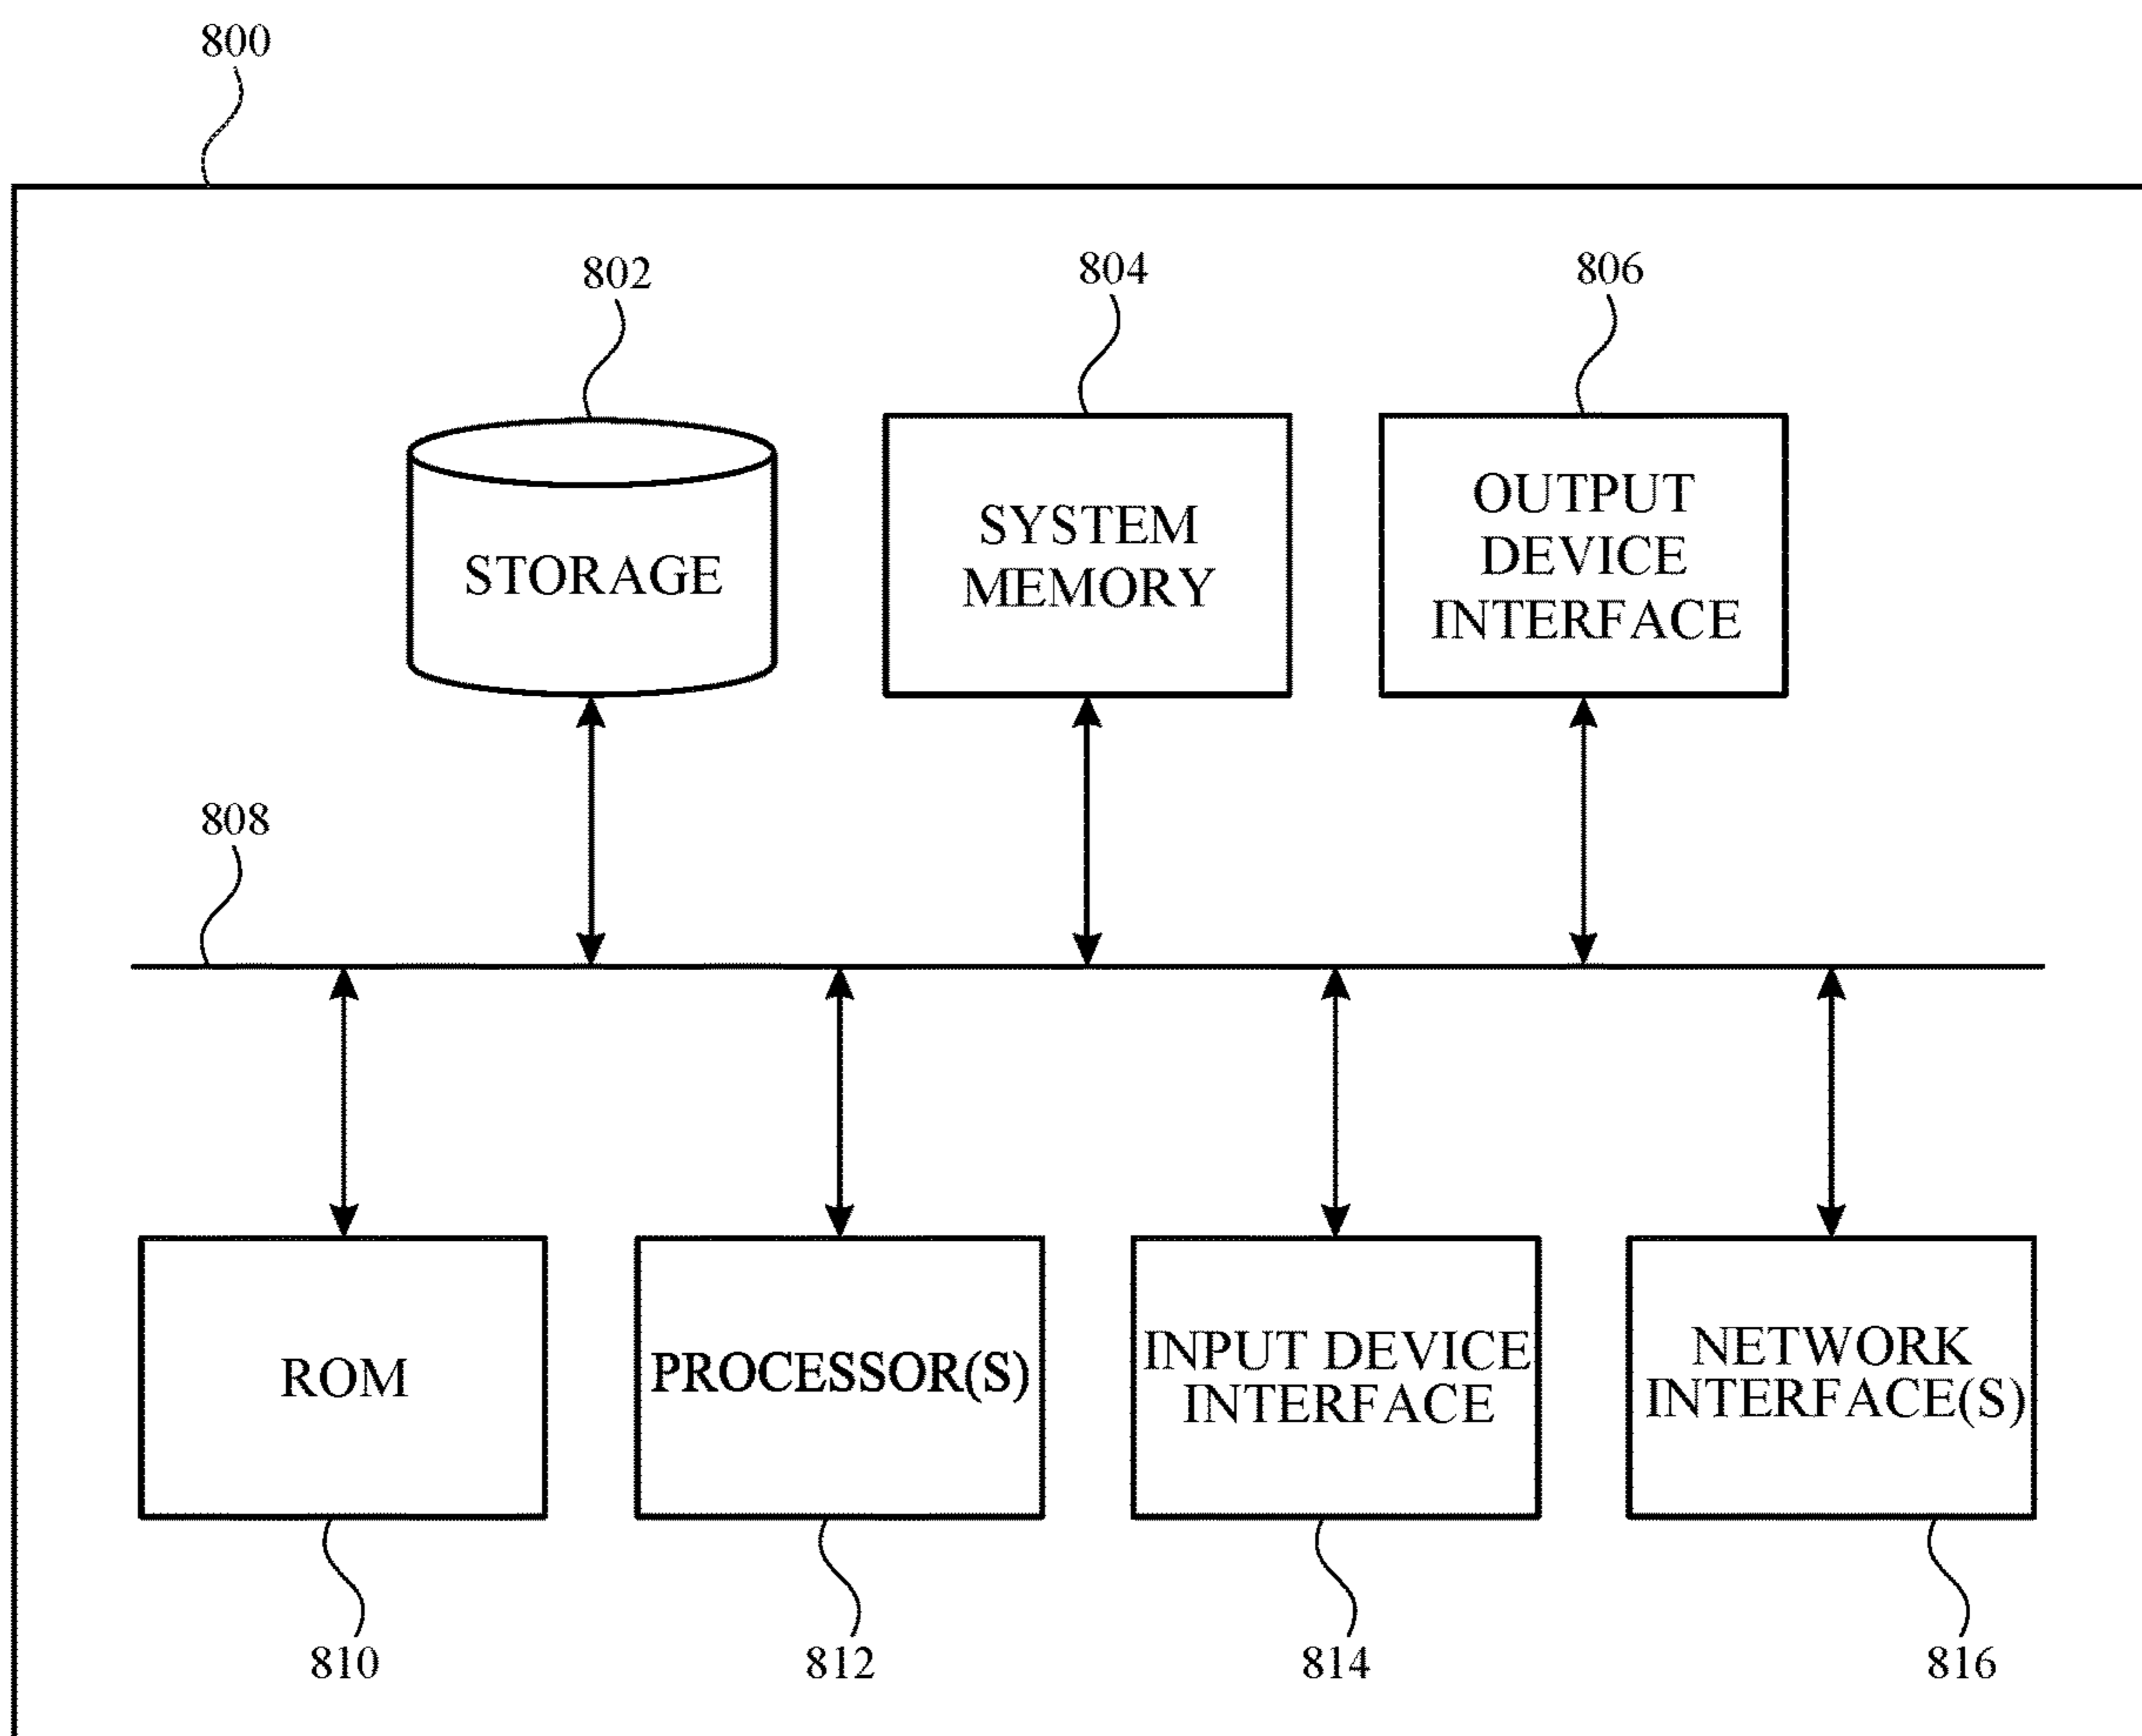 800
802
804
806
STORAGE
SYSTEM
MEMORY
OUTPUT
DEVICE
INTERFACE
808
ROM
PROCESSOR(S)
INPUT DEVICE
INTERFACE
NETWORK
INTERFACE(S)
810
812
814
816